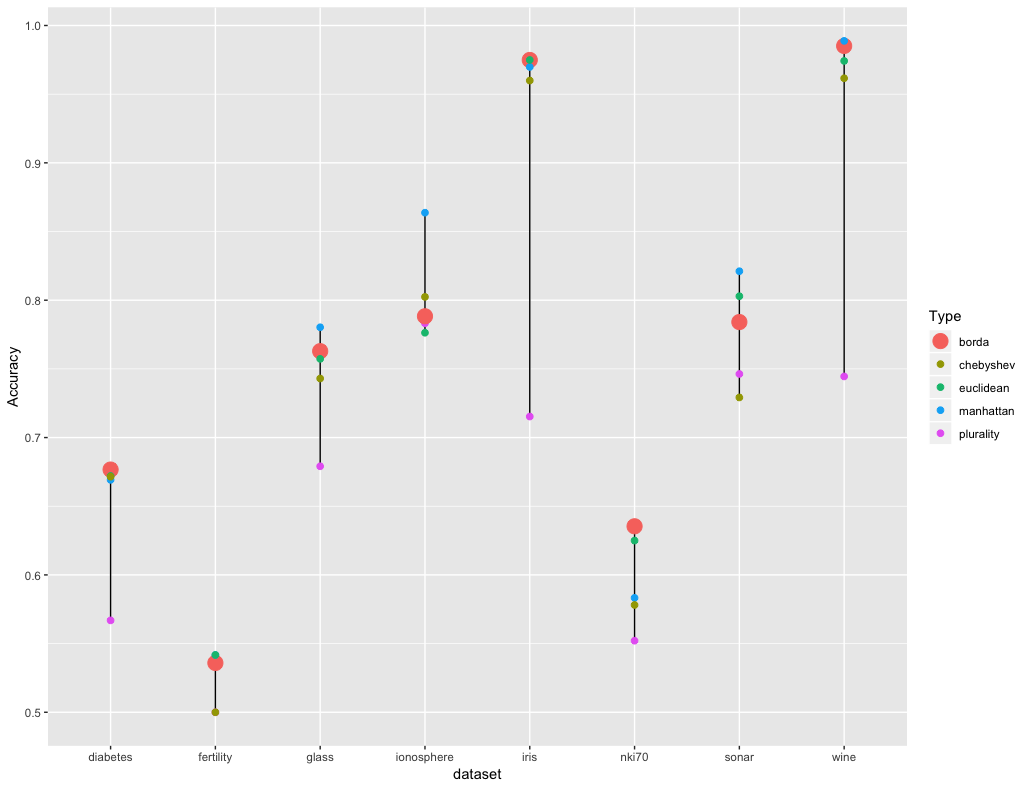 1.0
0.9
0.8
0.7
0.6
0.5
Accuracy
diabetes fertility glass ionosphere iris nki70 sonar wine
dataset
Type
borda
chebyshev
euclidean
manhattan
plurality